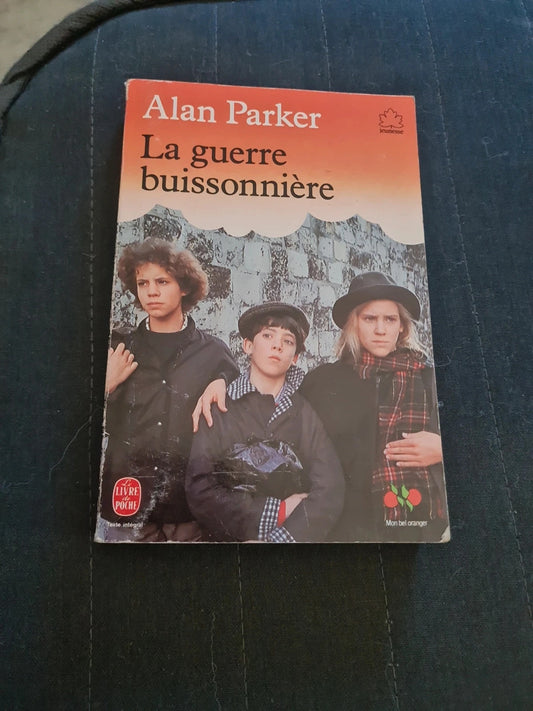 Alan Parker
jeunesse
La guerre
buissonnière
Le
LIVRE
de
POCHE
Texte intégral
Mon bel oranger